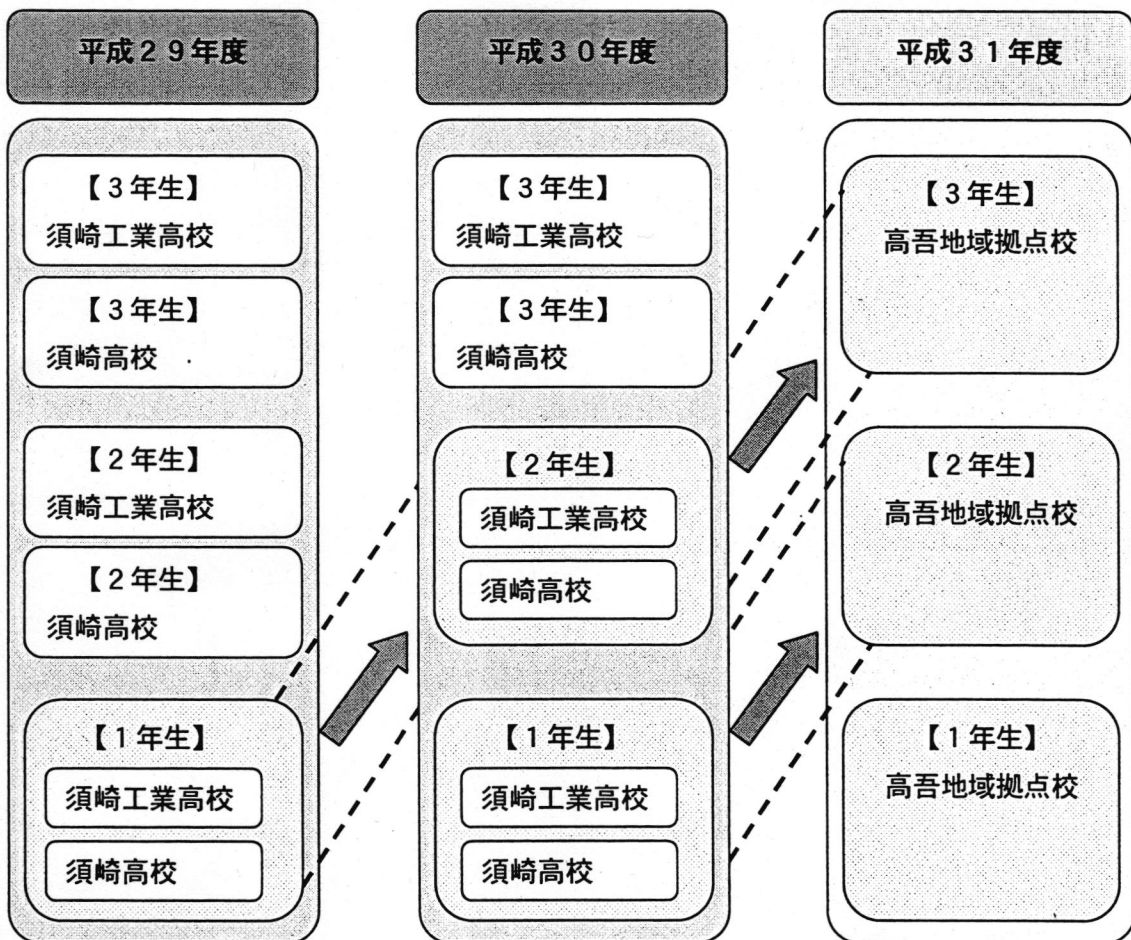 平成29年度
【3年生】
須崎工業高校
【3年生】
須崎高校
【2年生】
須崎工業高校
【2年生】
須崎高校
【1年生】
須崎工業高校
須崎高校
平成30年度
【3年生】
須崎工業高校
【3年生】
須崎高校
【2年生】
須崎工業高校
須崎高校
【1年生】
須崎工業高校
須崎高校
平成31年度
【3年生】
高吾地域拠点校
【2年生】
高吾地域拠点校
【1年生】
高吾地域拠点校